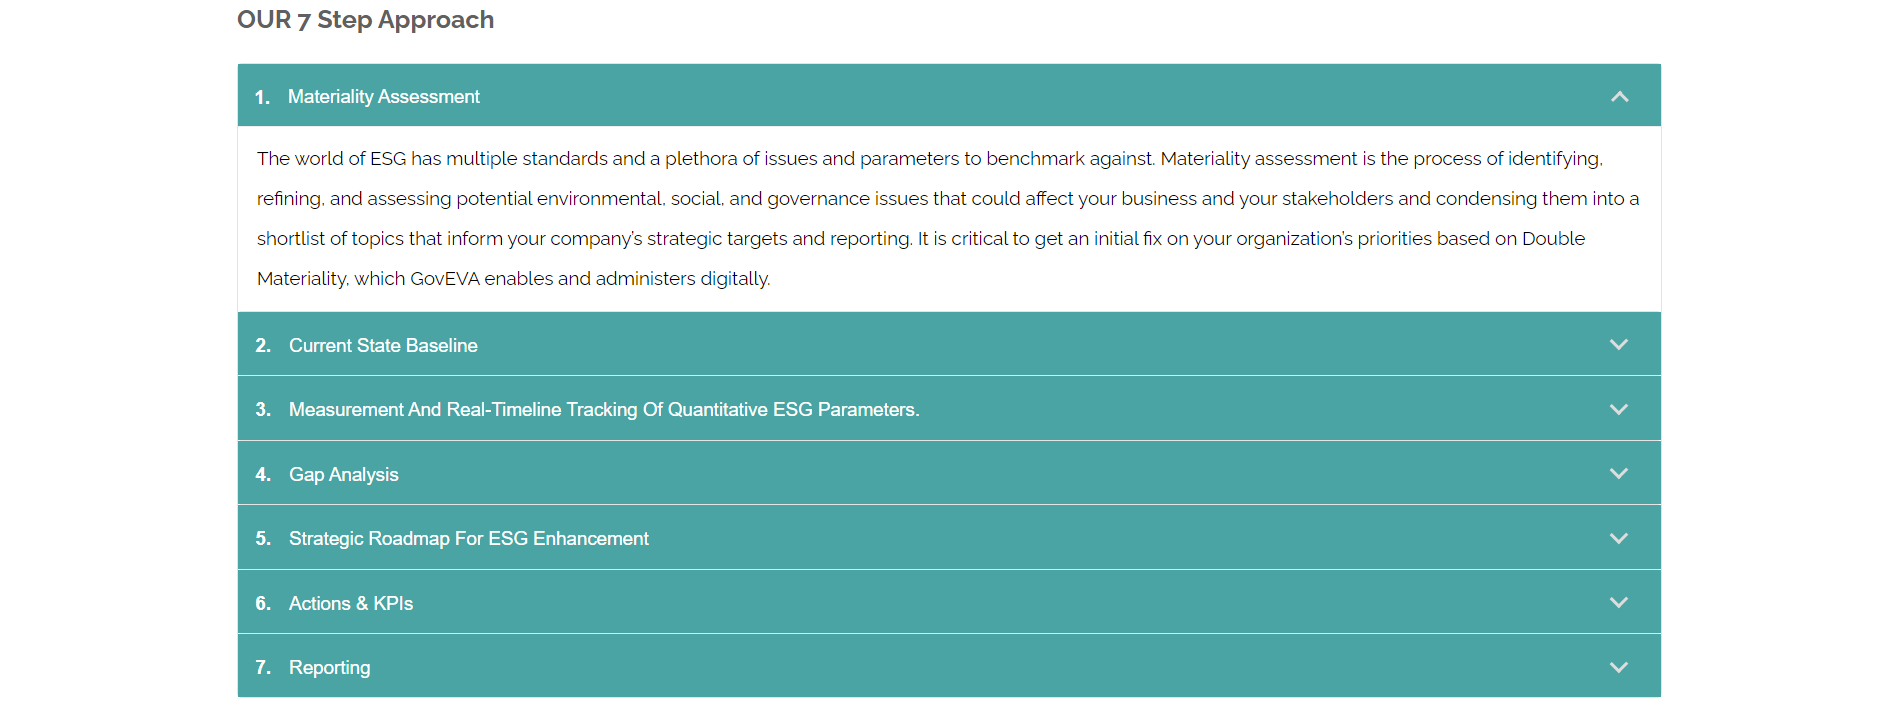 OUR 7 Step Approach
1. Materiality Assessment
The world of ESG has multiple standards and a plethora of issues and parameters to benchmark against. Materiality assessment is the process of identifying,
refining, and assessing potential environmental, social, and governance issues that could affect your business and your stakeholders and condensing them into a
shortlist of topics that inform your company's strategic targets and reporting. It is critical to get an initial fix on your organization's priorities based on Double
Materiality, which GovEVA enables and administers digitally.
2. Current State Baseline
3. Measurement And Real-Timeline Tracking Of Quantitative ESG Parameters.
4. Gap Analysis
5. Strategic Roadmap For ESG Enhancement
6. Actions & KPIs
7. Reporting